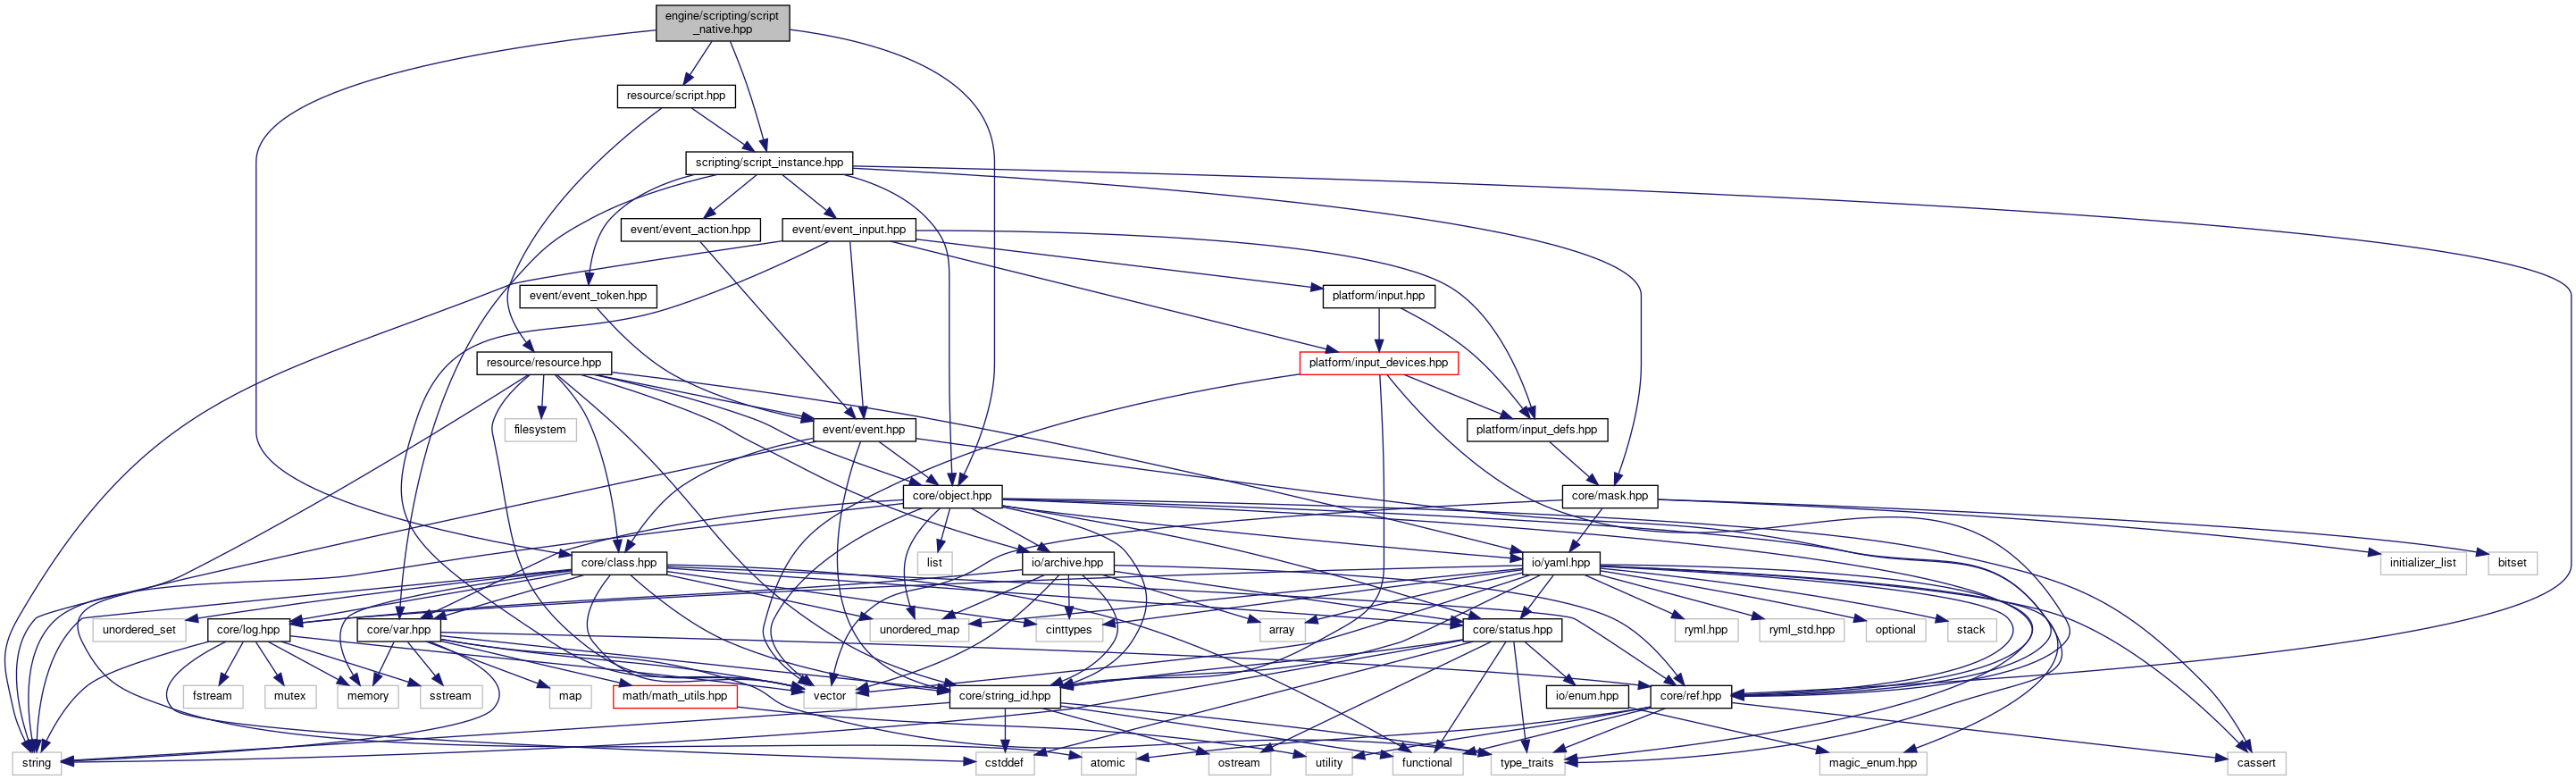 engine/scripting/script
_native.hpp
resource/script.hpp
scripting/script_instance.hpp
event/event_action.hpp
event/event_input.hpp
event/event_token.hpp
platform/input.hpp
resource/resource.hpp
platform/input_devices.hpp
filesystem
event/event.hpp
platform/input_defs.hpp
core/object.hpp
core/mask.hpp
core/class.hpp
list
io/archive.hpp
io/yaml.hpp
initializer_list
bitset
unordered_set
core/log.hpp
core/var.hpp
unordered_map
cinttypes
array
core/status.hpp
ryml.hpp
ryml_std.hpp
optional
stack
fstream
mutex
memory
sstream
map
math/math_utils.hpp
vector
core/string_id.hpp
io/enum.hpp
core/ref.hpp
string
cstddef
atomic
ostream
utility
functional
type_traits
magic_enum.hpp
cassert